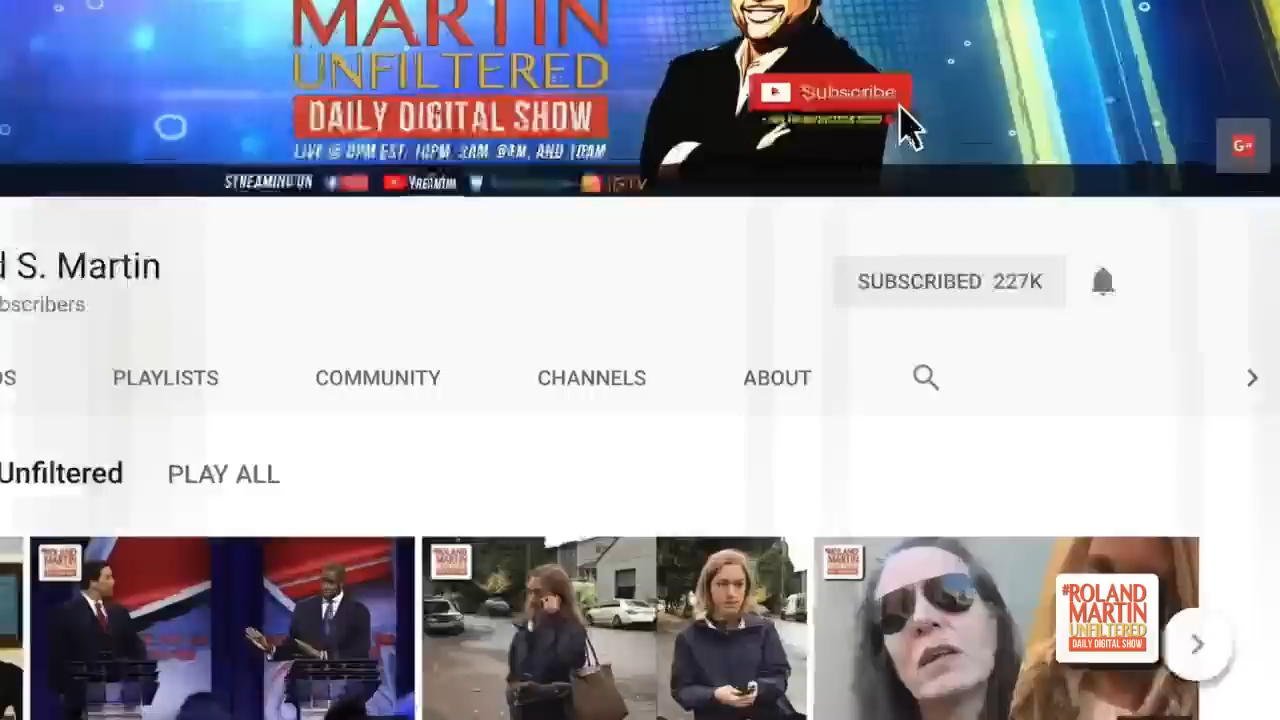 MARTIN
UNFILTERED
DAILY DIGITAL SHOW
Subscribe
STREAMING ON
G+
S. Martin
bscribers
SUBSCRIBED 227K
PLAYLISTS
COMMUNITY
CHANNELS
ABOUT
Unfiltered
PLAY ALL
#ROLAND
MARTIN
UNFILTERED
DAILY DIGITAL SHOW